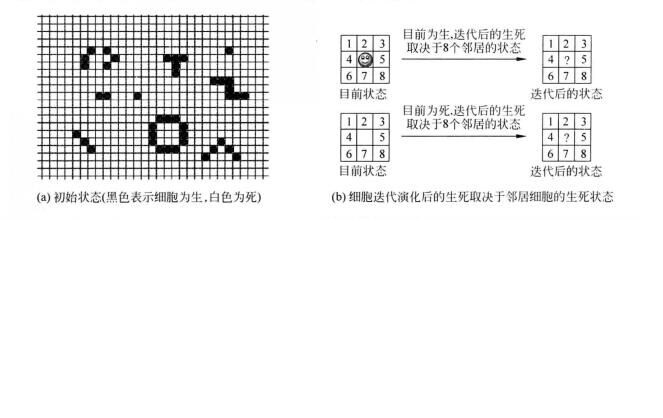 1 2 3
4 5
6 7 8
目前状态
目前为生,迭代后的生死
取决于8个邻居的状态
1 2 3
4 ? 5
6 7 8
迭代后的状态
1 2 3
4 5
6 7 8
目前状态
目前为死,迭代后的生死
取决于8个邻居的状态
1 2 3
4 ? 5
6 7 8
迭代后的状态
(a) 初始状态(黑色表示细胞为生,白色为死)
(b) 细胞迭代演化后的生死取决于邻居细胞的生死状态